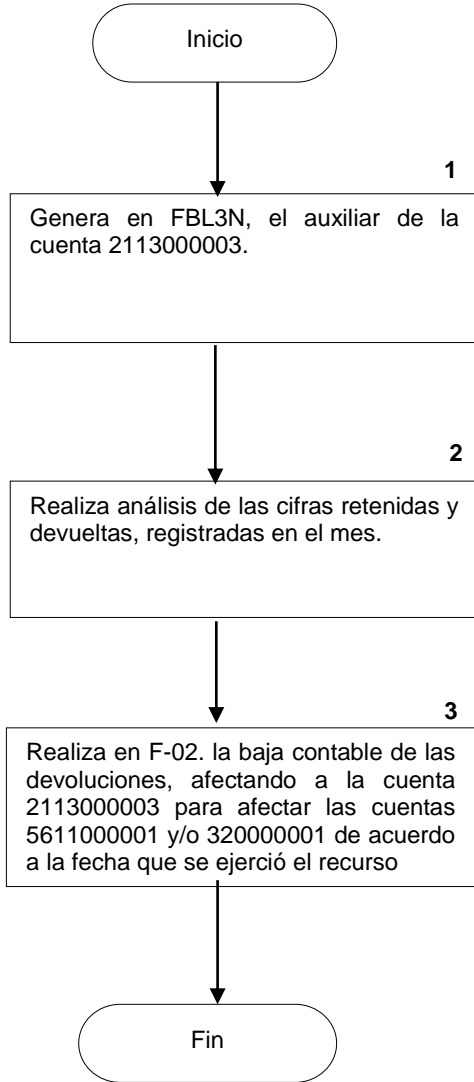 Inicio
1
Genera en FBL3N, el auxiliar de la
cuenta 2113000003.
2
Realiza análisis de las cifras retenidas y
devueltas, registradas en el mes.
3
Realiza en F-02. la baja contable de las
devoluciones, afectando a la cuenta
2113000003 para afectar las cuentas
5611000001 y/o 320000001 de acuerdo
a la fecha que se ejerció el recurso
Fin